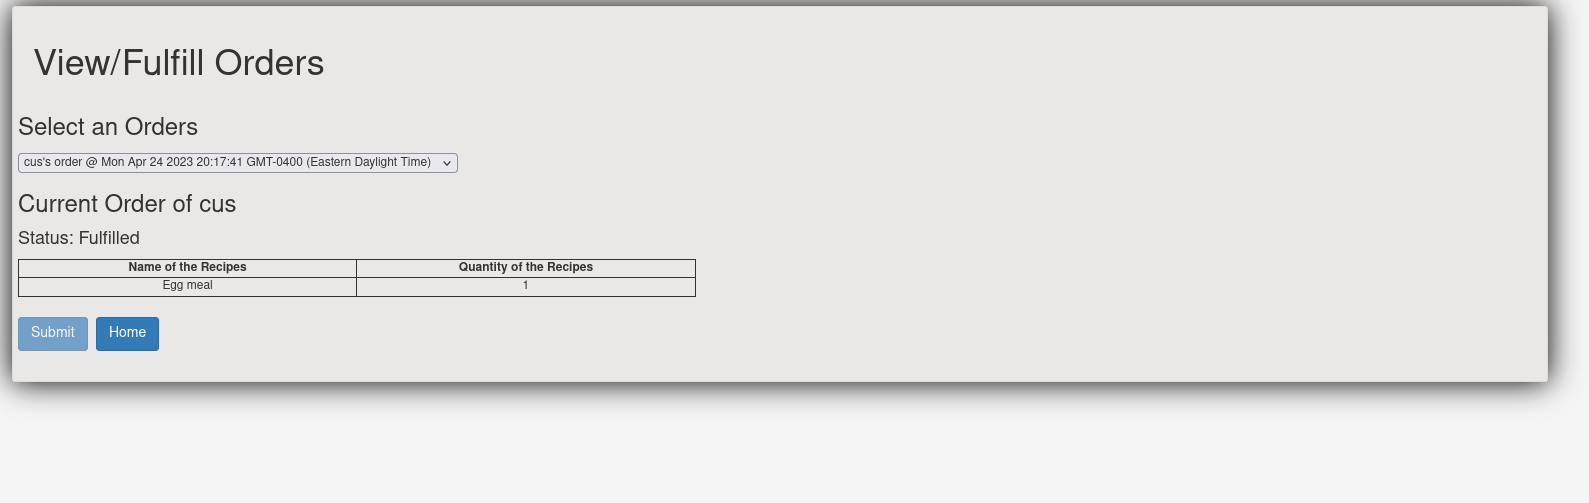 View/Fulfill Orders
Select an Orders
cus's order @ Mon Apr 24 2023 20:17:41 GMT-0400 (Eastern Daylight Time)
Current Order of cus
Status: Fulfilled
Name of the Recipes Quantity of the Recipes
Egg meal 1
Submit Home